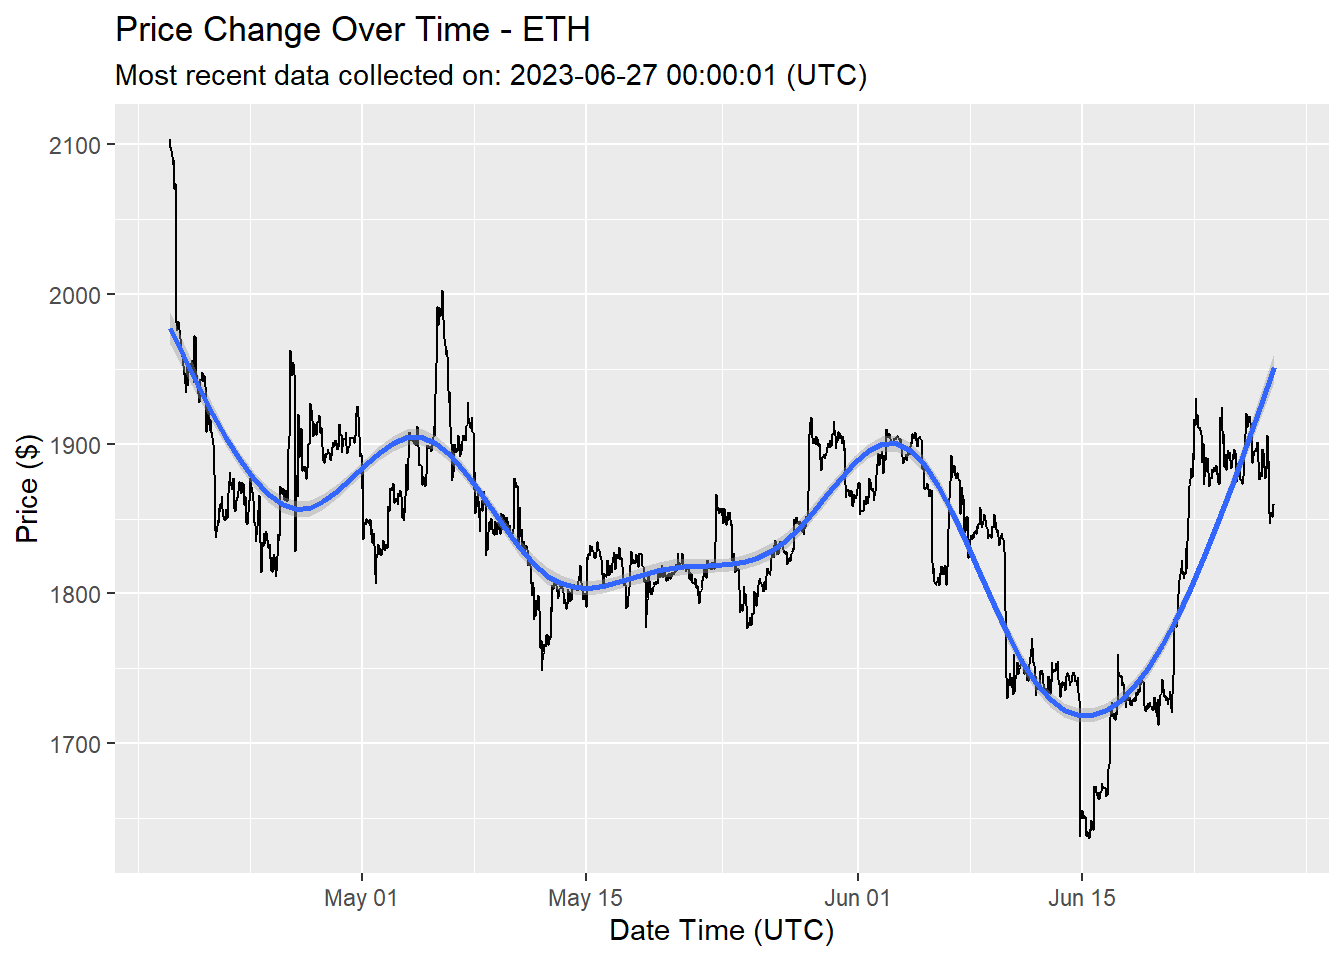 Price Change Over Time - ETH
Most recent data collected on: 2023-06-27 00:00:01 (UTC)
2100
2000
1900
1800
1700
Price ($)
May 01
May 15
Jun 01
Jun 15
Date Time (UTC)